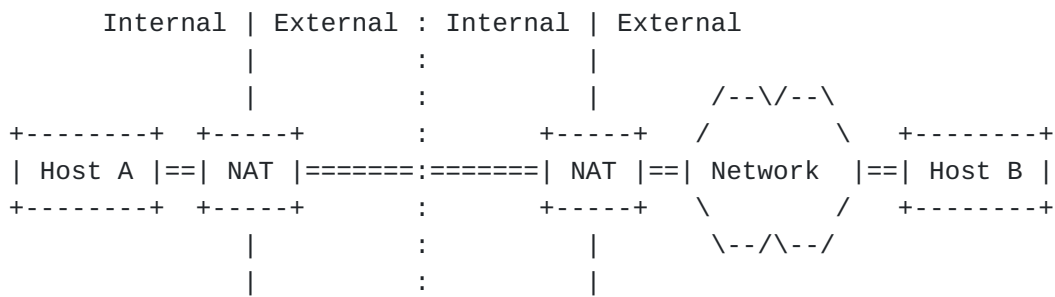 Internal | External : Internal | External
| : |
| : | /--\/--\
+--------+ +-----+ : +-----+ / \ +--------+
| Host A |==| NAT |=======:=======| NAT |==| Network |==| Host B |
+--------+ +-----+ : +-----+ \ / +--------+
| : | \--/\--/
| : |